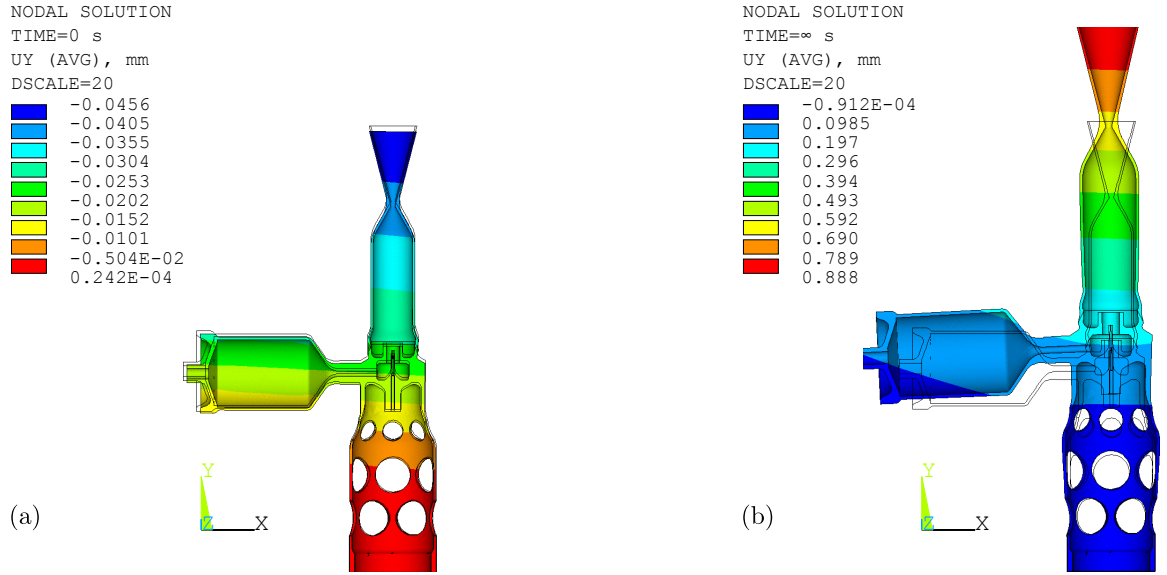 NODAL SOLUTION
TIME=0 s
UY (AVG), mm
DSCALE=20
-0.0456
-0.0405
-0.0355
-0.0304
-0.0253
-0.0202
-0.0152
-0.0101
-0.504E-02
0.242E-04
Y
Z
X
(a)
NODAL SOLUTION
TIME=∞ s
UY (AVG), mm
DSCALE=20
-0.912E-04
0.0985
0.197
0.296
0.394
0.493
0.592
0.690
0.789
0.888
Y
Z
X
(b)